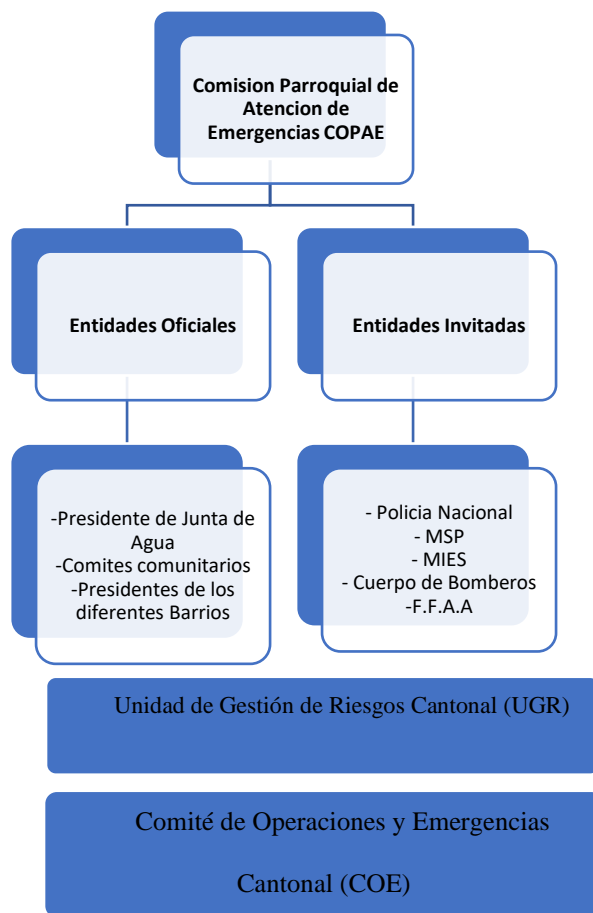 Comision Parroquial de
Atencion de
Emergencias COPAE
Entidades Oficiales
Entidades Invitadas
-Presidente de Junta de
Agua
-Comites comunitarios
-Presidentes de los
diferentes Barrios
- Policia Nacional
- MSP
- MIES
- Cuerpo de Bomberos
-F.F.A.A
Unidad de Gestión de Riesgos Cantonal (UGR)
Comité de Operaciones y Emergencias
Cantonal (COE)